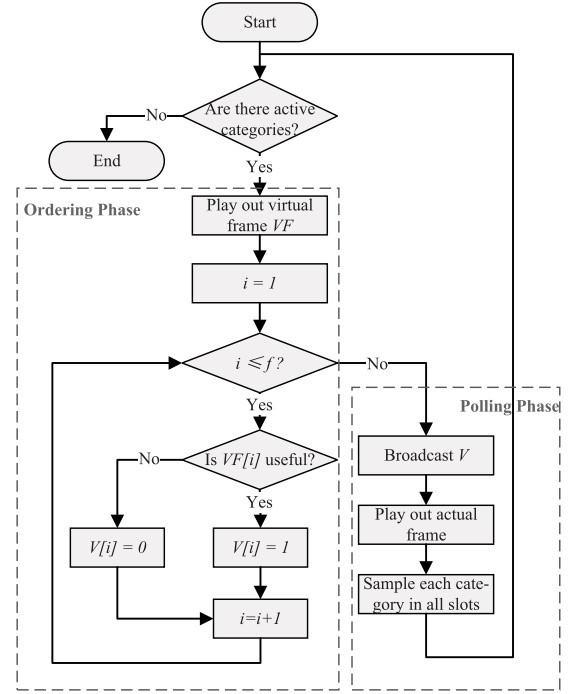 Start
Are there active
categories?
No
End
Yes
Ordering Phase
Play out virtual
frame VF
i = 1
i ≤ f ?
No
Yes
Polling Phase
Is VF[i] useful?
No
Yes
Broadcast V
V[i] = 0
V[i] = 1
Play out actual
frame
Sample each cate-
gory in all slots
i=i+1